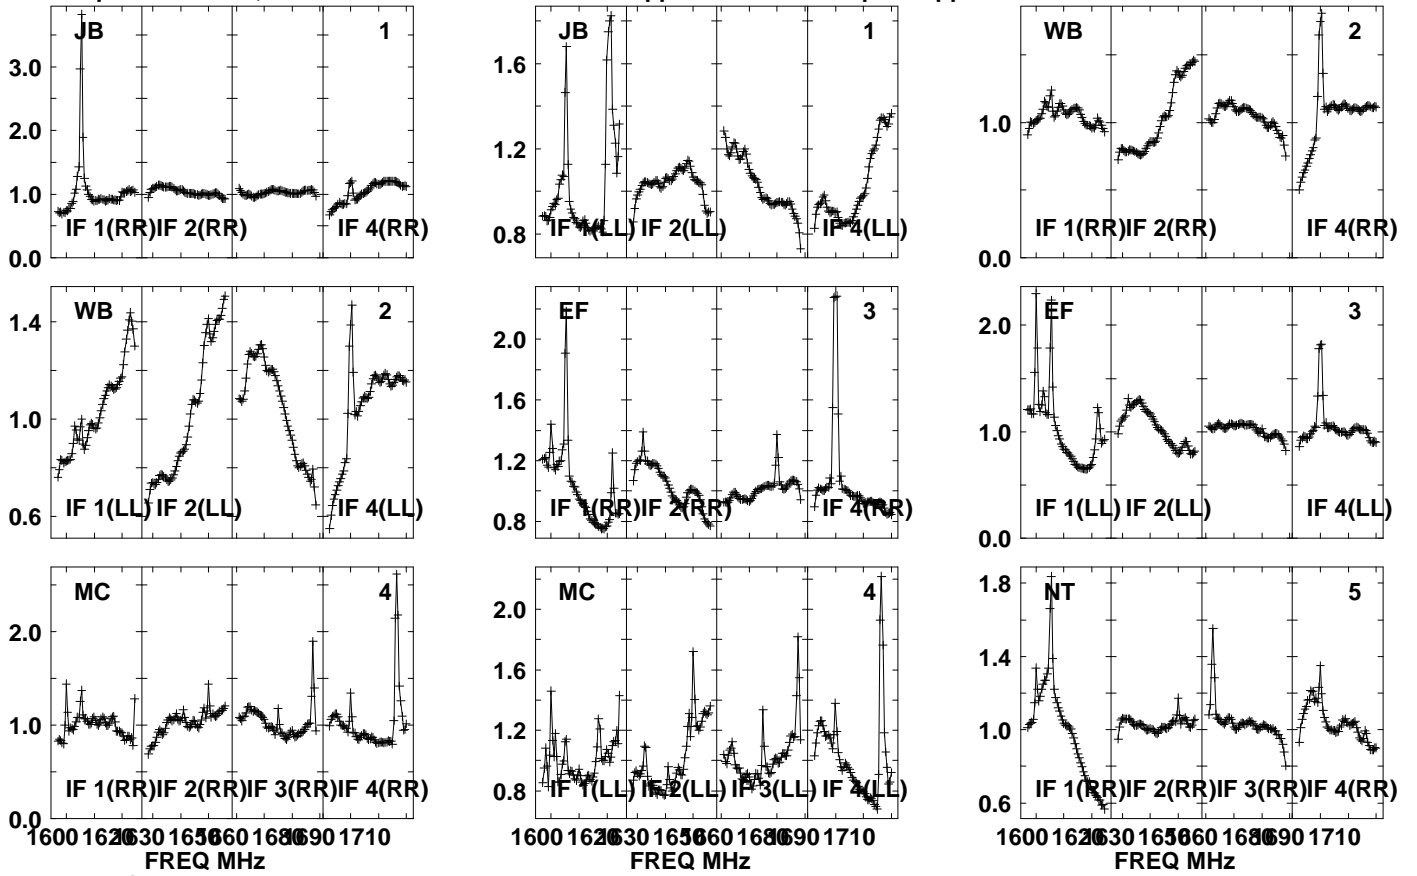 JB 1
3.0
2.0
1.0
0.0
IF 1(RR) IF 2(RR) IF 4(RR)
JB 1
1.6
1.2
0.8
IF 1(LL) IF 2(LL) IF 4(LL)
WB 2
1.0
0.0
IF 1(RR) IF 2(RR) IF 4(RR)
WB 2
1.4
1.0
0.6
IF 1(LL) IF 2(LL) IF 4(LL)
EF 3
2.0
1.6
1.2
0.8
IF 1(RR) IF 2(RR) IF 4(RR)
EF 3
2.0
1.0
0.0
IF 1(LL) IF 2(LL) IF 4(LL)
MC 4
2.0
1.0
0.0
IF 1(RR) IF 2(RR) IF 3(RR) IF 4(RR)
1600 1620 1630 1650 1660 1680 1690 1710
FREQ MHz
MC 4
2.0
1.6
1.2
0.8
IF 1(LL) IF 2(LL) IF 3(LL) IF 4(LL)
1600 1620 1630 1650 1660 1680 1690 1710
FREQ MHz
NT 5
1.8
1.4
1.0
0.6
IF 1(RR) IF 2(RR) IF 3(RR) IF 4(RR)
1600 1620 1630 1650 1660 1680 1690 1710
FREQ MHz